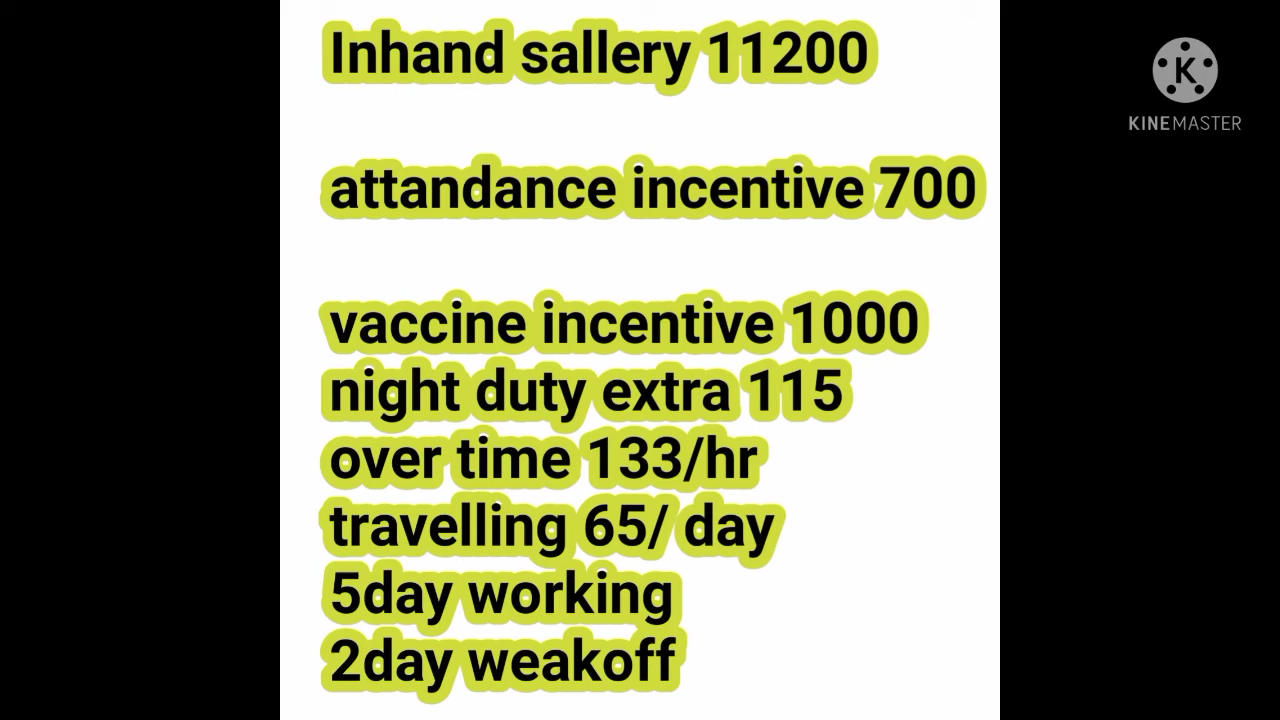 Inhand sallery 11200
attandance incentive 700
vaccine incentive 1000
night duty extra 115
over time 133/hr
travelling 65/ day
5day working
2day weakoff
K
KINEMASTER